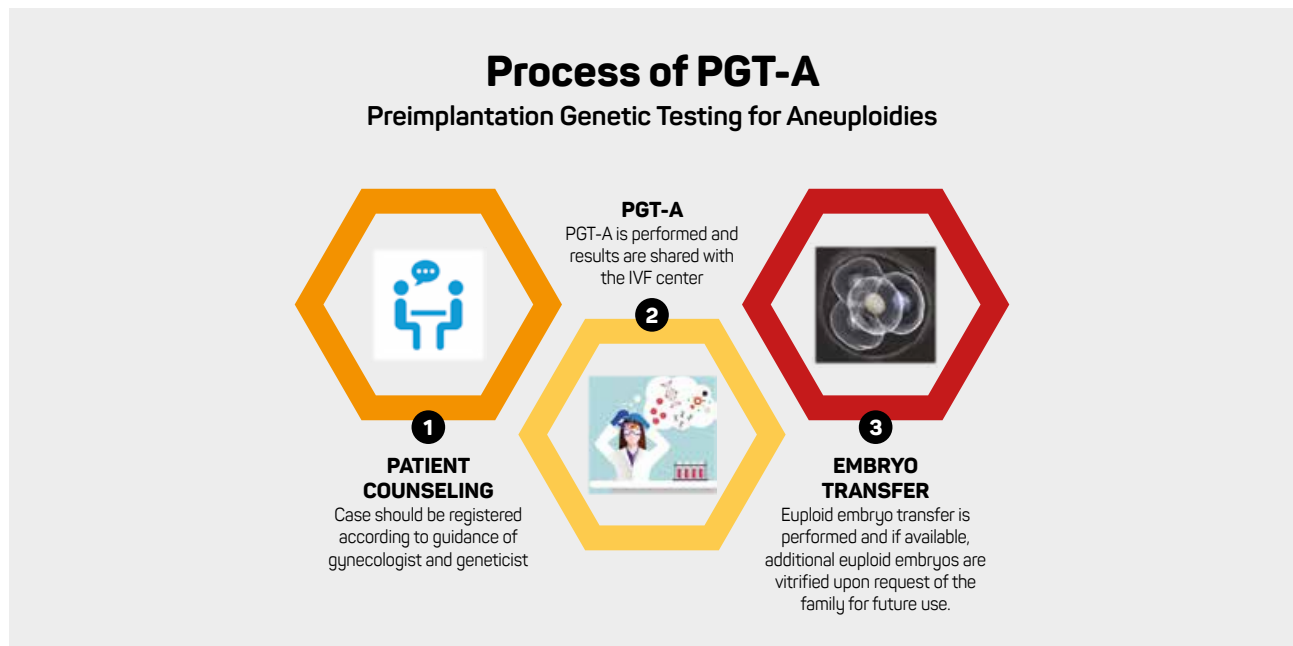 Process of PGT-A
Preimplantation Genetic Testing for Aneuploidies
1
PATIENT
COUNSELING
Case should be registered
according to guidance of
gynecologist and geneticist
PGT-A
PGT-A is performed and
results are shared with
the IVF center
2
3
EMBRYO
TRANSFER
Euploid embryo transfer is
performed and if available,
additional euploid embryos are
vitrified upon request of the
family for future use.